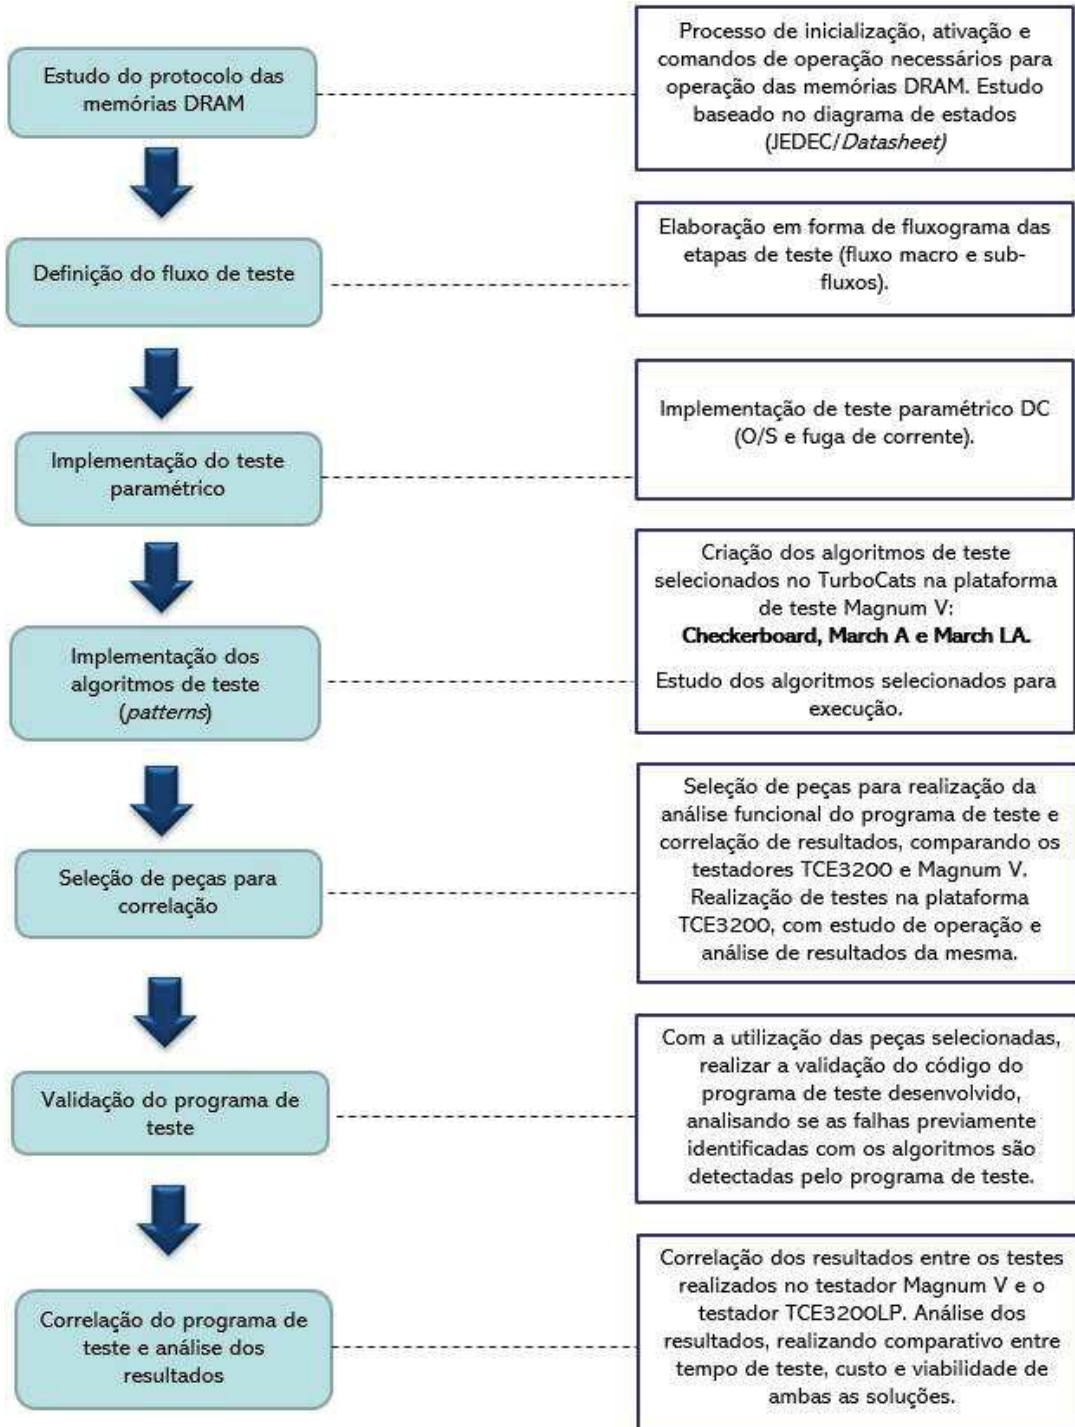 Estudo do protocolo das
memórias DRAM
Processo de inicialização, ativação e
comandos de operação necessários para
operação das memórias DRAM. Estudo
baseado no diagrama de estados
(JEDEC/Datasheet)
Definição do fluxo de teste
Elaboração em forma de fluxograma das
etapas de teste (fluxo macro e sub-
fluxos).
Implementação do teste
paramétrico
Implementação de teste paramétrico DC
(O/S e fuga de corrente).
Implementação dos
algoritmos de teste
(patterns)
Criação dos algoritmos de teste
selecionados no TurboCats na plataforma
de teste Magnum V:
Checkerboard, March A e March LA.
Estudo dos algoritmos selecionados para
execução.
Seleção de peças para
correlação
Seleção de peças para realização da
análise funcional do programa de teste e
correlação de resultados, comparando os
testadores TCE3200 e Magnum V.
Realização de testes na plataforma
TCE3200, com estudo de operação e
análise de resultados da mesma.
Validação do programa de
teste
Com a utilização das peças selecionadas,
realizar a validação do código do
programa de teste desenvolvido,
analisando se as falhas previamente
identificadas com os algoritmos são
detectadas pelo programa de teste.
Correlação do programa de
teste e análise dos
resultados
Correlação dos resultados entre os testes
realizados no testador Magnum V e o
testador TCE3200LP. Análise dos
resultados, realizando comparativo entre
tempo de teste, custo e viabilidade de
ambas as soluções.